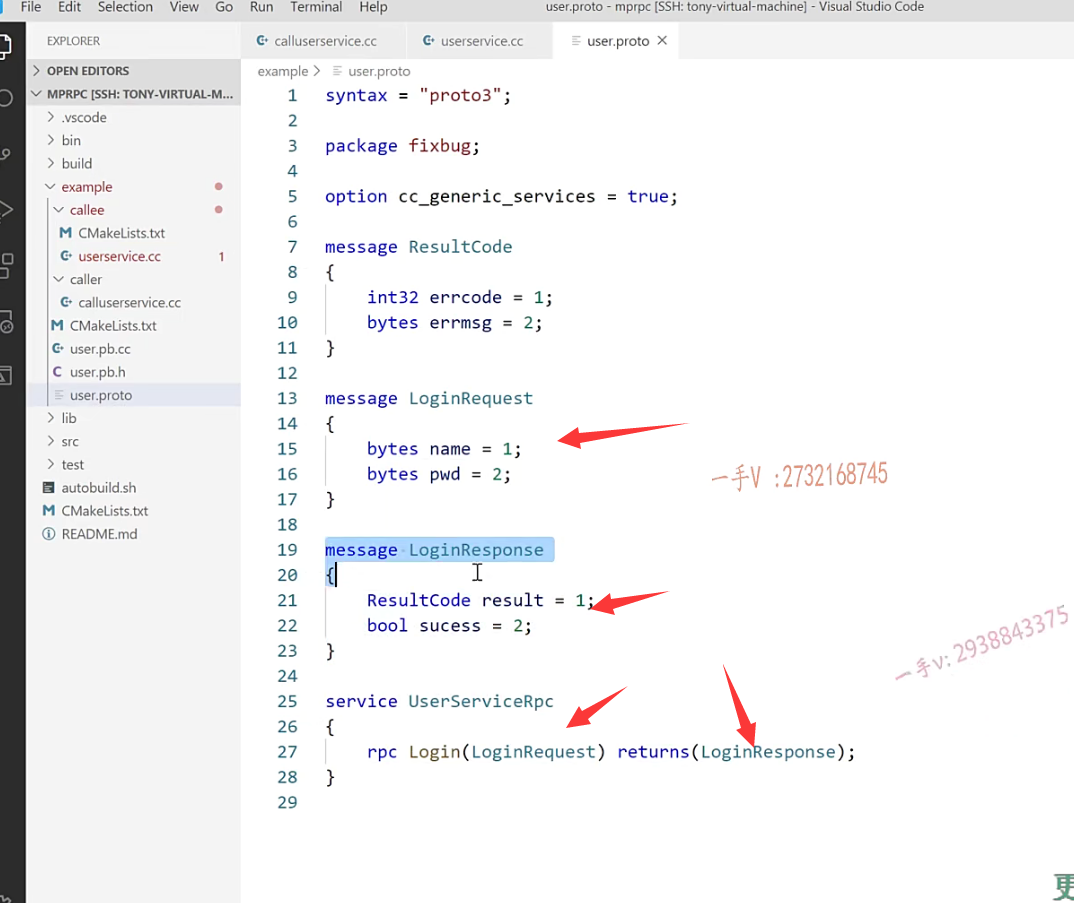 File Edit Selection View Go Run Terminal Help user.proto - mprpc [SSH: tony-virtual-machine] - Visual Studio Code
EXPLORER
calluserservice.cc userservice.cc user.proto
OPEN EDITORS
MPRPC [SSH: TONY-VIRTUAL-M...
.vscode
bin
build
example
callee
CMakeLists.txt
userservice.cc 1
caller
calluserservice.cc
CMakeLists.txt
user.pb.cc
user.pb.h
user.proto
lib
src
test
autobuild.sh
CMakeLists.txt
README.md
example > user.proto
1 syntax = "proto3";
2
3 package fixbug;
4
5 option cc_generic_services = true;
6
7 message ResultCode
8 {
9 int32 errcode = 1;
10 bytes errmsg = 2;
11 }
12
13 message LoginRequest
14 {
15 bytes name = 1;
16 bytes pwd = 2;
17 }
18
19 message LoginResponse
20 {
21 ResultCode result = 1;
22 bool sucess = 2;
23 }
24
25 service UserServiceRpc
26 {
27 rpc Login(LoginRequest) returns(LoginResponse);
28 }
29
一手V :2732168745
一手v: 2938843375
更